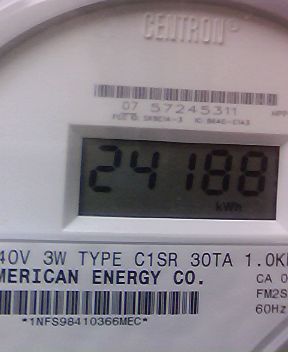 CENTRON®
07 57245311
24188
kWh
40V 3W TYPE C1SR 30TA 1.0K
MERICAN ENERGY CO.
CA 0
FM2S
60Hz
*1NFS98410366MEC*